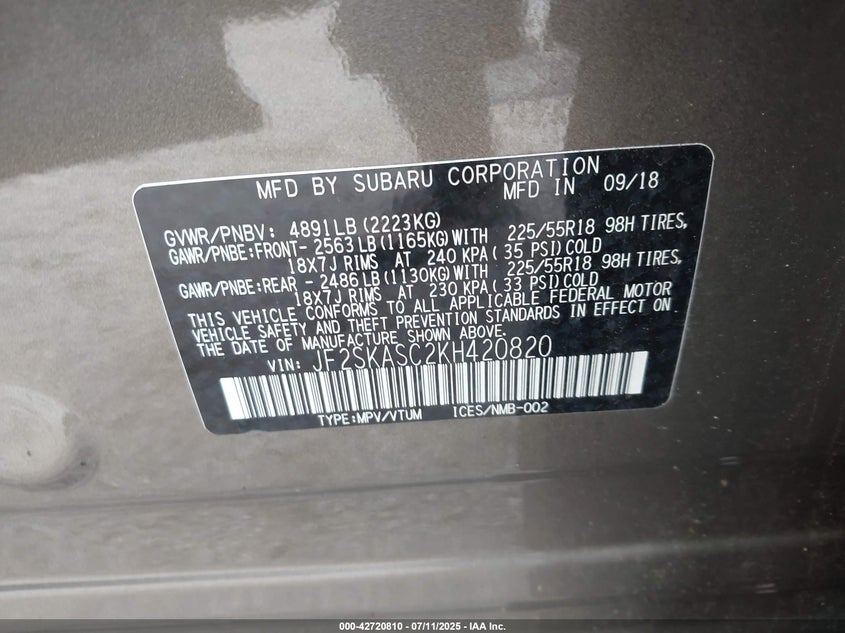 MFD BY SUBARU CORPORATION
MFD IN 09/18
GVWR/PNBV: 4891LB(2223KG)
GAWR/PNBE:FRONT- 2563LB(1165KG)WITH 225/55R18 98H TIRES,
18X7J RIMS AT 240 KPA( 35 PSI)COLD
GAWR/PNBE:REAR - 2486LB(1130KG)WITH 225/55R18 98H TIRES,
18X7J RIMS AT 230 KPA( 33 PSI)COLD
THIS VEHICLE CONFORMS TO ALL APPLICABLE FEDERAL MOTOR
VEHICLE SAFETY AND THEFT PREVENTION STANDARDS IN EFFECT ON
THE DATE OF MANUFACTURE SHOWN ABOVE.
VIN: JF2SKASC2KH420820
TYPE:MPV/VTUM ICES/NMB-002
000-42720810 - 07/11/2025 - IAA Inc.